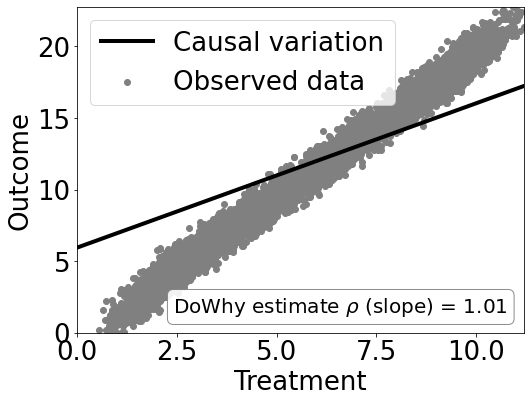 Causal variation
Observed data
20
15
10
5
0
Outcome
DoWhy estimate ρ (slope) = 1.01
0.0 2.5 5.0 7.5 10.0
Treatment